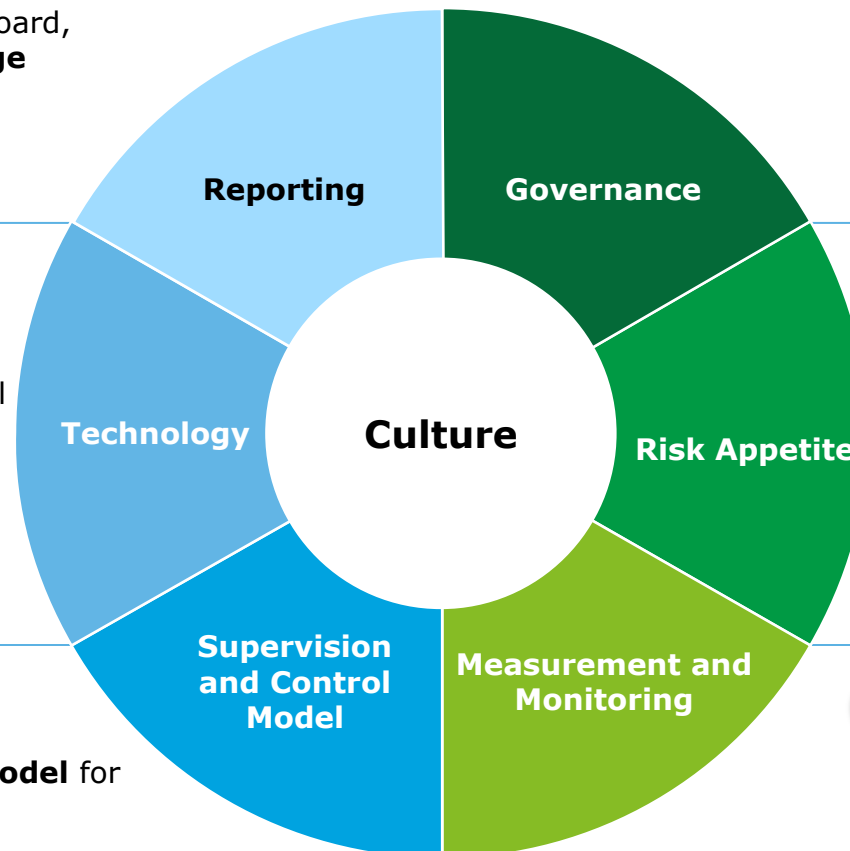 oard,
ge
Reporting
Governance
l
Technology
Culture
Risk Appetite
Supervision
and Control
Model
Measurement and
Monitoring
odel for